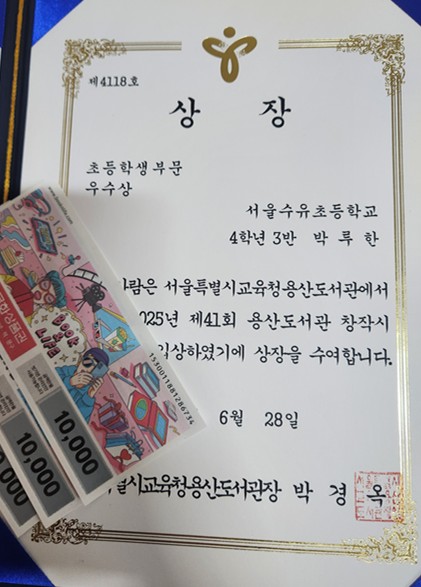 제4118호
상 장
초등학생부문
우수상
서울수유초등학교
4학년 3반 박 루 한
사람은 서울특별시교육청용산도서관에서
2025년 제41회 용산도서관 창작시
입상하였기에 상장을 수여합니다.
6월 28일
별시교육청용산도서관장 박 경 옥
BOOK
LIFE
10,000
10,000